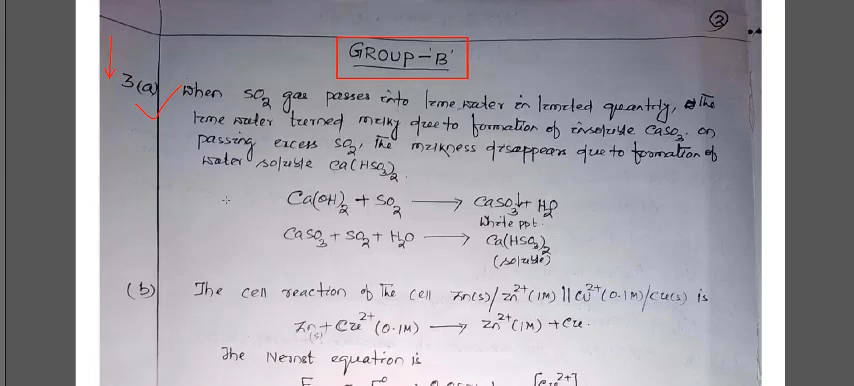 2
GROUP-'B'
3(a) When SO2 gas passes into lime water in limited quantity, The
lime water turned milky due to formation of insoluble CaSO3. on
passing excess SO2, The milkness disappears due to formation of
water soluble Ca(HSO3)2.
Ca(OH)2 + SO2 → CaSO3↓ + H2O
White ppt.
CaSO3 + SO2 + H2O → Ca(HSO3)2
(soluble)
(b) The cell reaction of The cell Zn(s)/Zn2+(1M) || Cu2+(0.1M)/Cu(s) is
Zn(s) + Cu2+(0.1M) → Zn2+(1M) + Cu.
The Nernst equation is